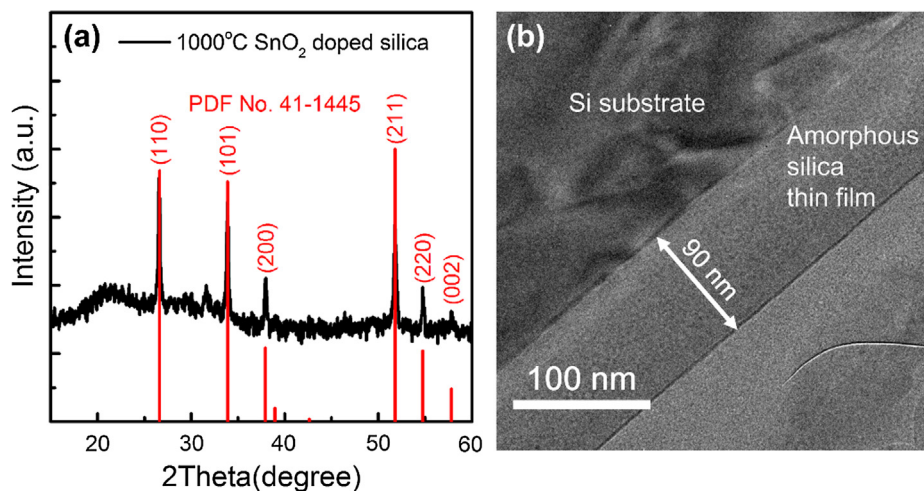 (a)
1000°C SnO₂ doped silica
PDF No. 41-1445
(110)
(101)
(200)
(211)
(220)
(002)
Intensity (a.u.)
20 30 40 50 60
2Theta(degree)
(b)
Si substrate
Amorphous
silica
thin film
90 nm
100 nm